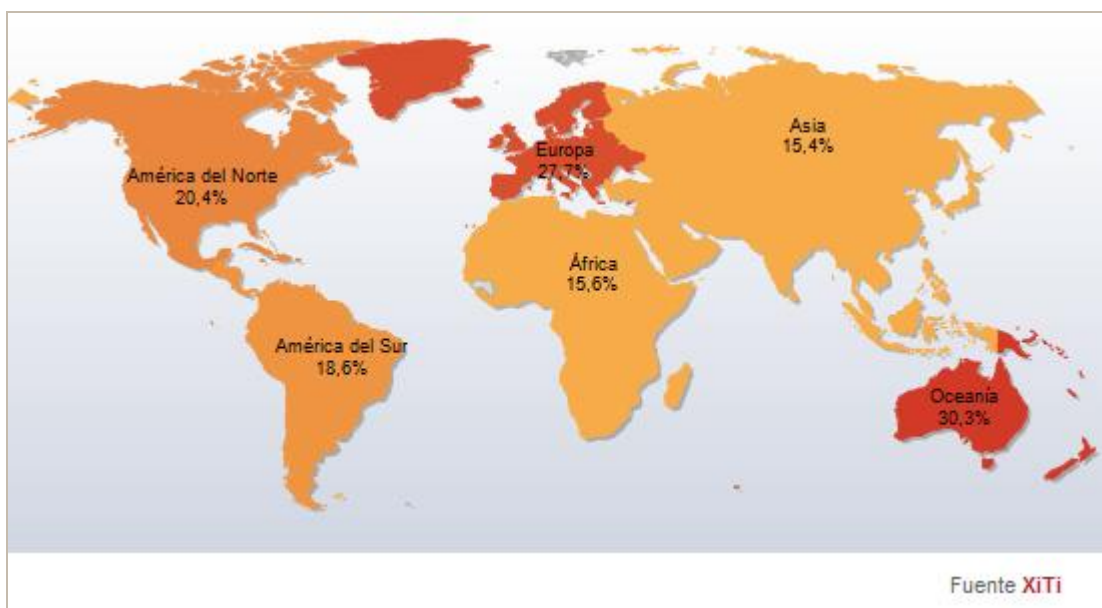 América del Norte
20,4%
América del Sur
18,6%
Europa
27,7%
África
15,6%
Asia
15,4%
Oceanía
30,3%
Fuente XiTi